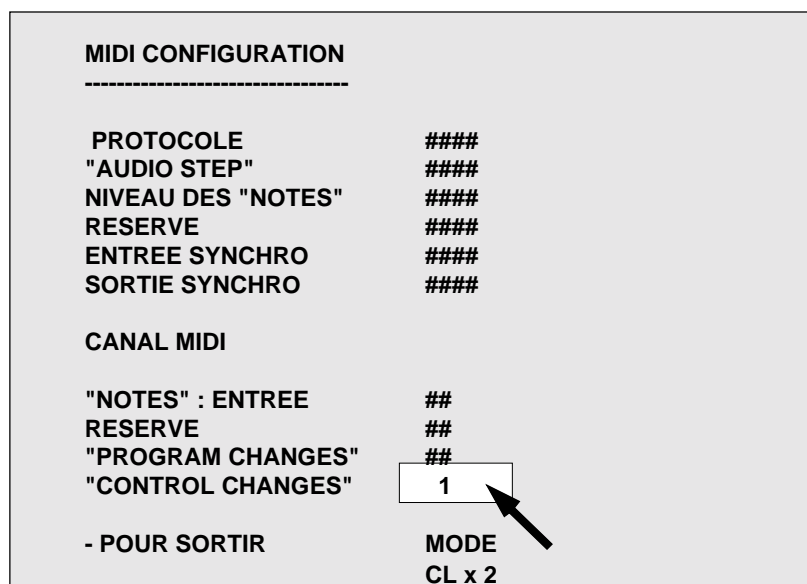 MIDI CONFIGURATION
---------------------------------
PROTOCOLE ####
"AUDIO STEP" ####
NIVEAU DES "NOTES" ####
RESERVE ####
ENTREE SYNCHRO ####
SORTIE SYNCHRO ####
CANAL MIDI
"NOTES" : ENTREE ##
RESERVE ##
"PROGRAM CHANGES" ##
"CONTROL CHANGES" 1
- POUR SORTIR MODE
CL x 2